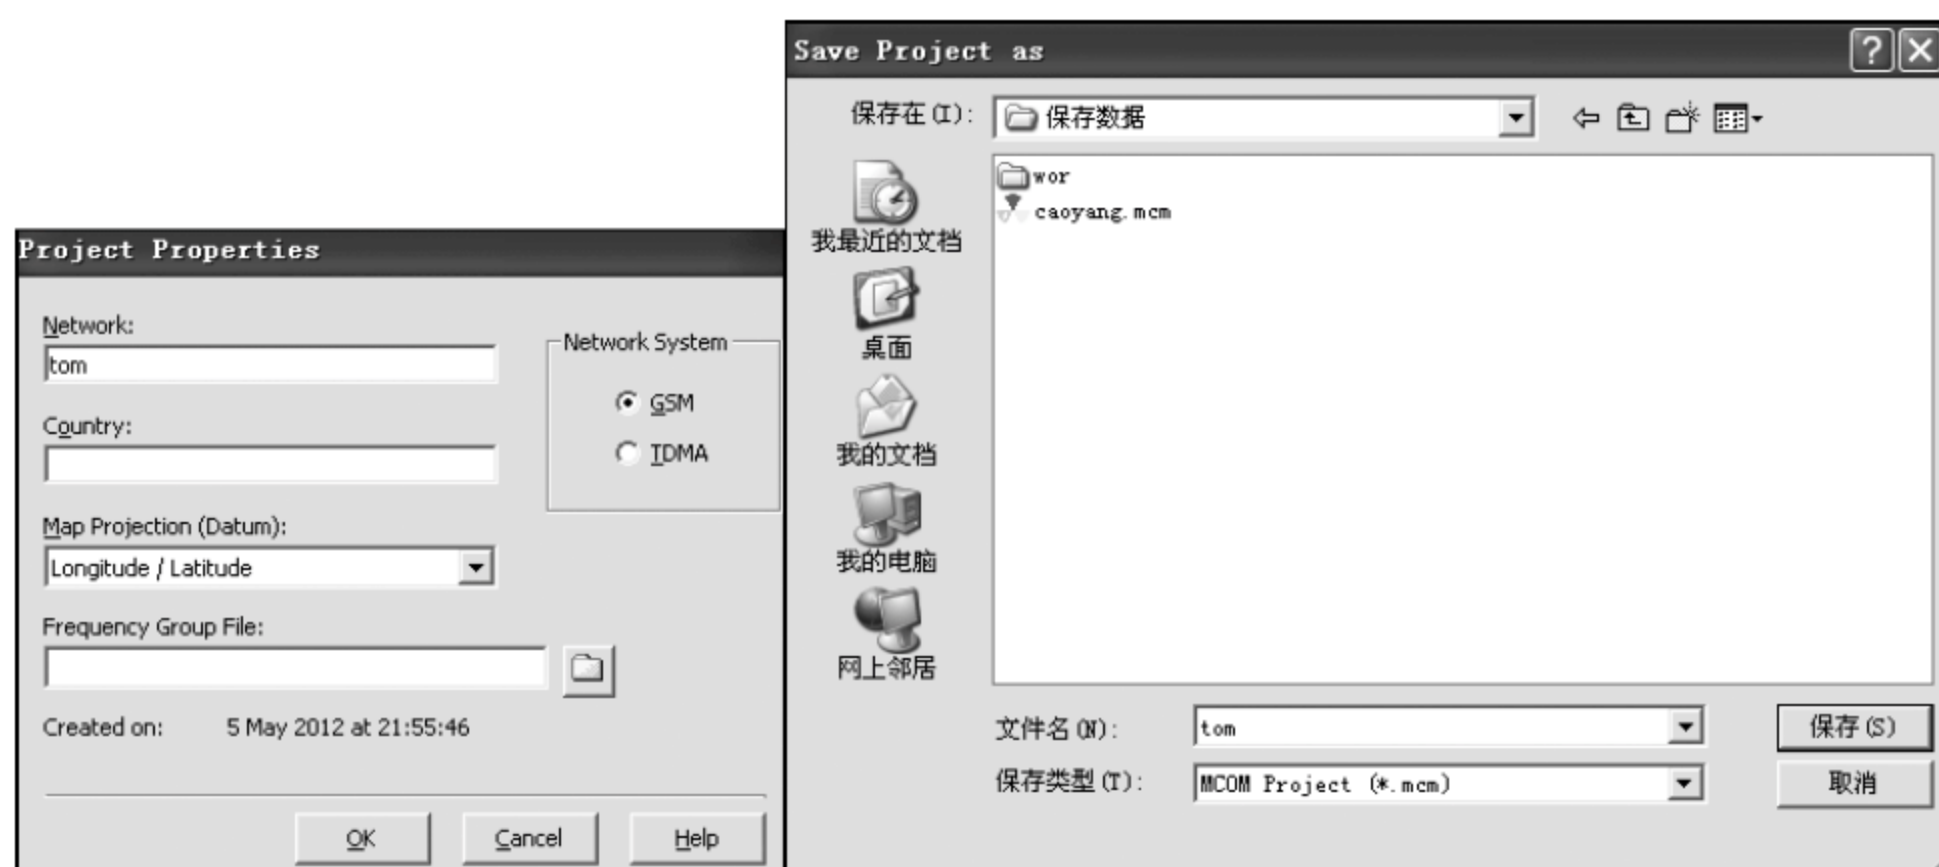 Project Properties
Network:
tom
Country:
Map Projection (Datum):
Longitude / Latitude
Frequency Group File:
Created on: 5 May 2012 at 21:55:46
Network System
GSM
TDMA
OK Cancel Help
Save Project as
保存在(I): 保存数据
wor
caoyang.mcm
我最近的文档
桌面
我的文档
我的电脑
网上邻居
文件名(N): tom 保存(S)
保存类型(T): MCOM Project (*.mcm) 取消